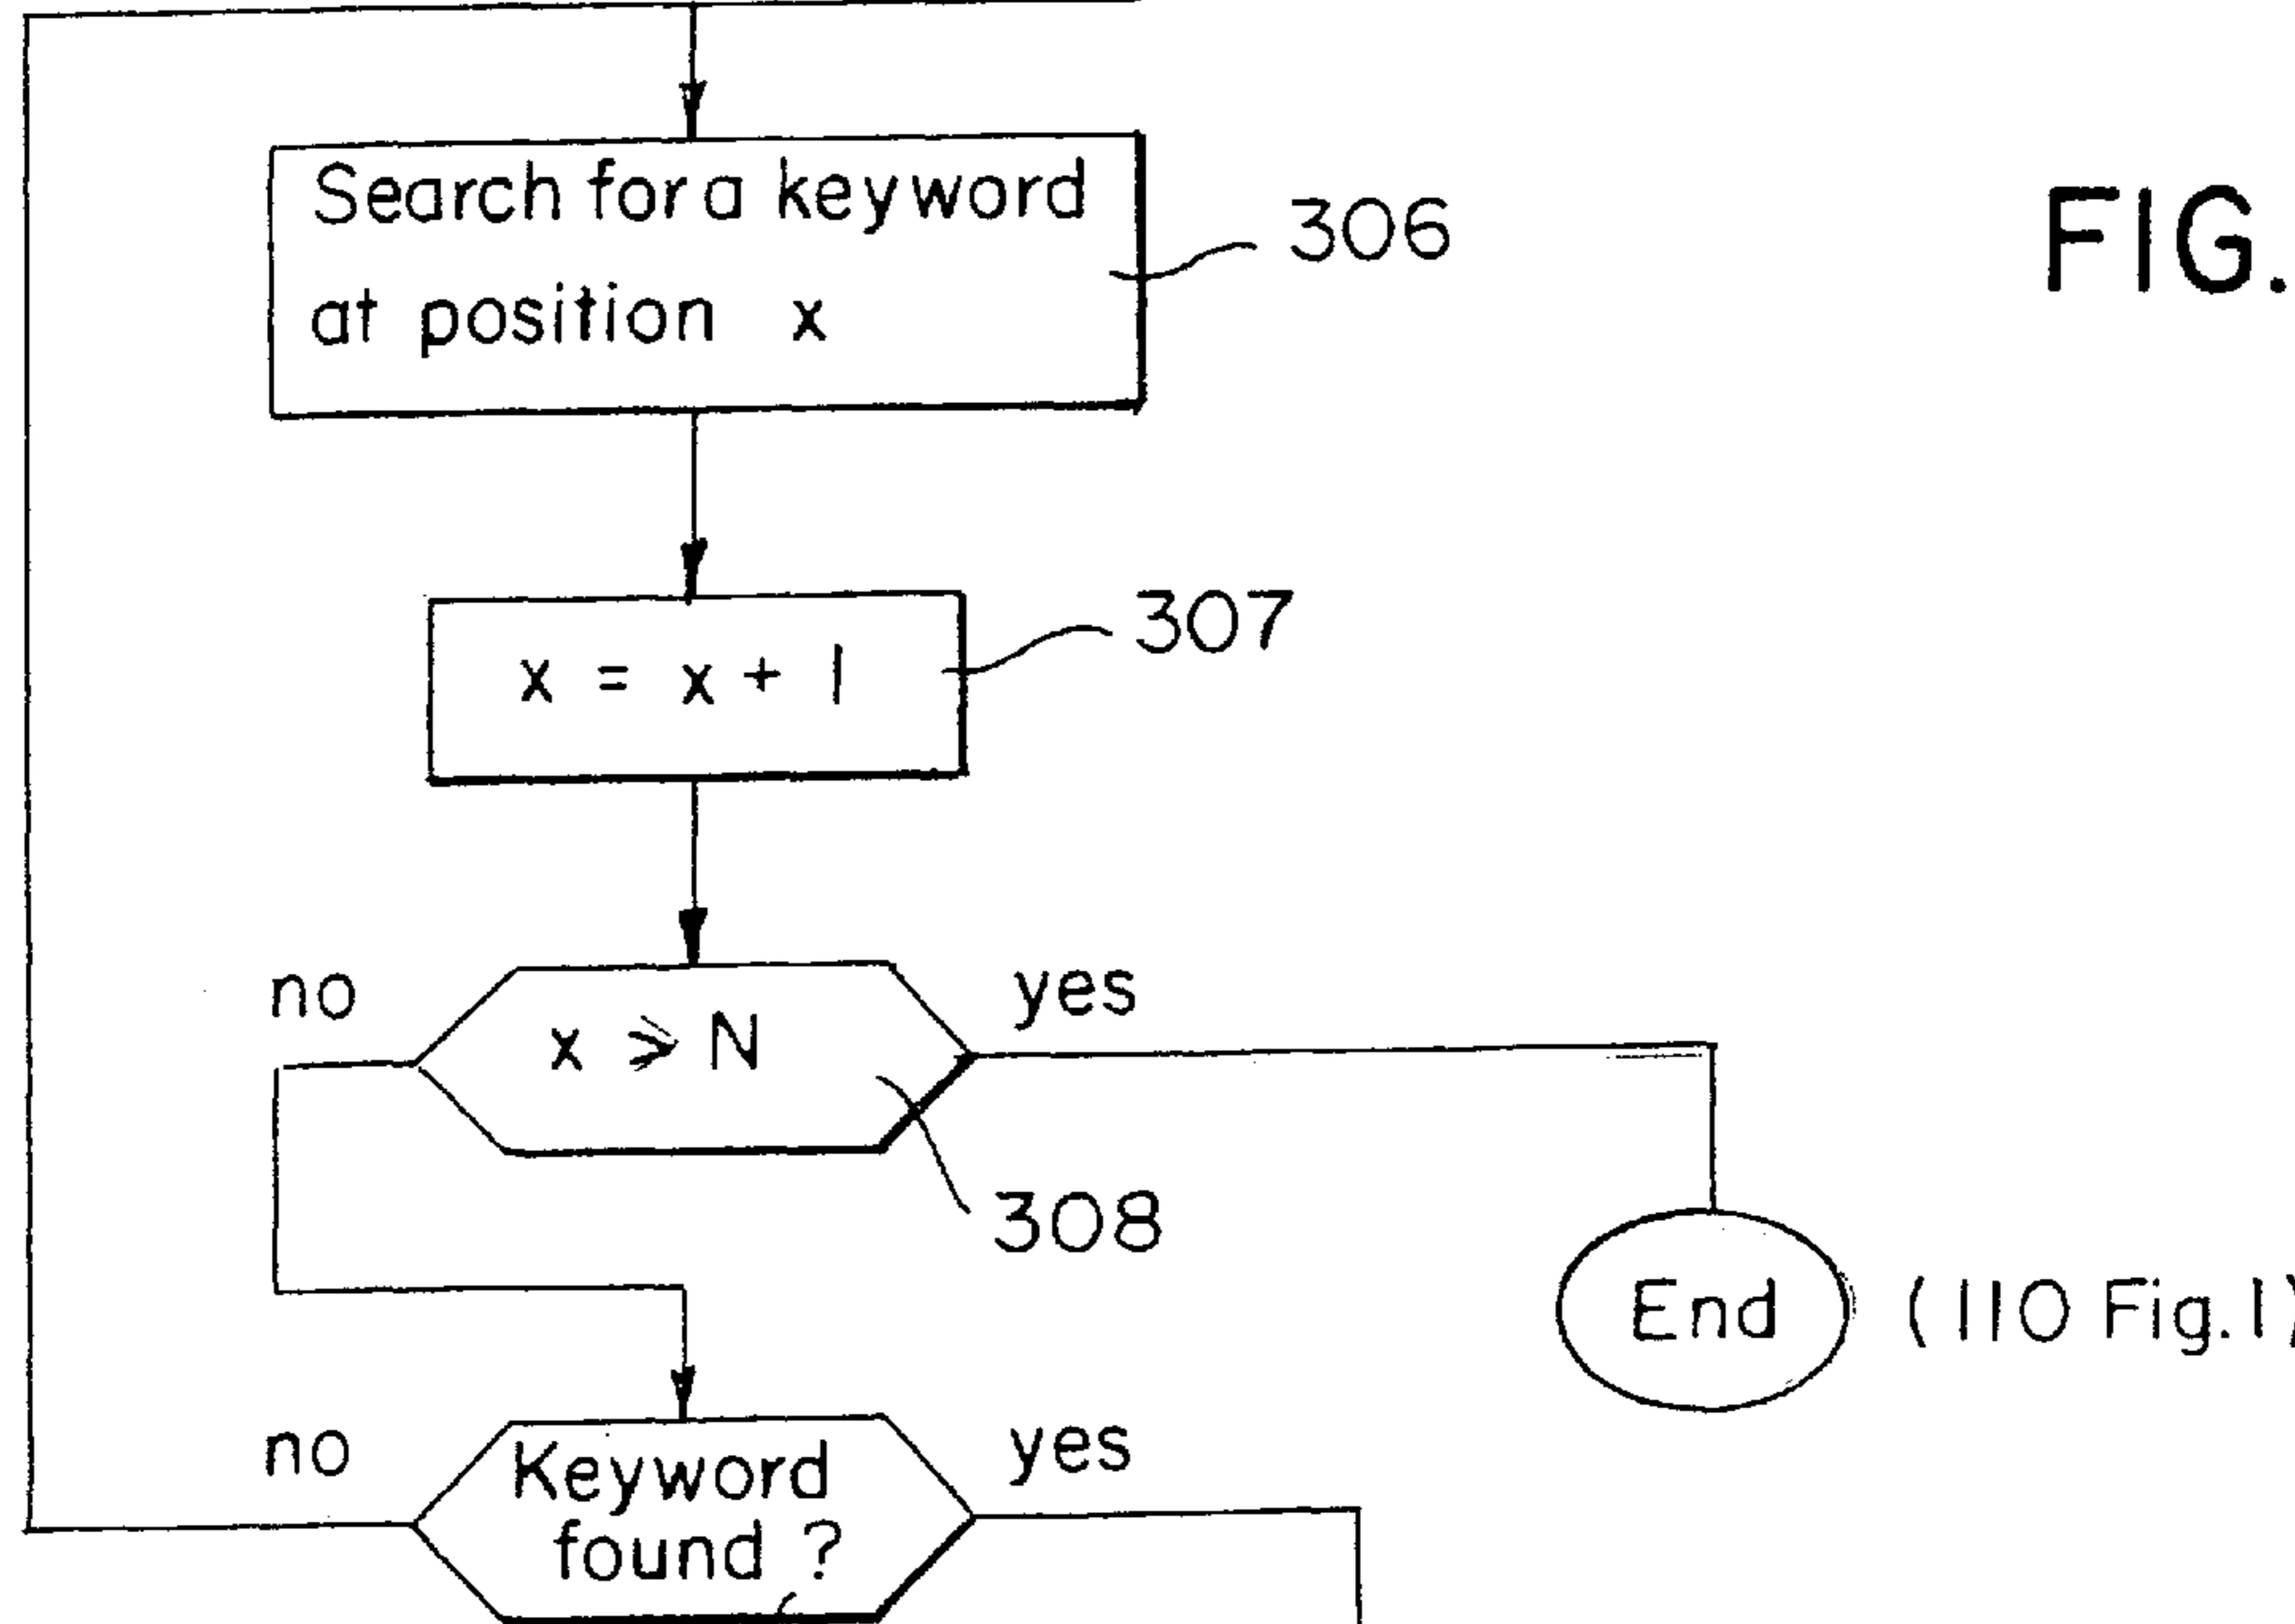 Search for a keyword
at position x
306
FIG.
x = x + 1
307
no
yes
x ⩾ N
308
End
(110 Fig.1)
no
yes
Keyword
found ?